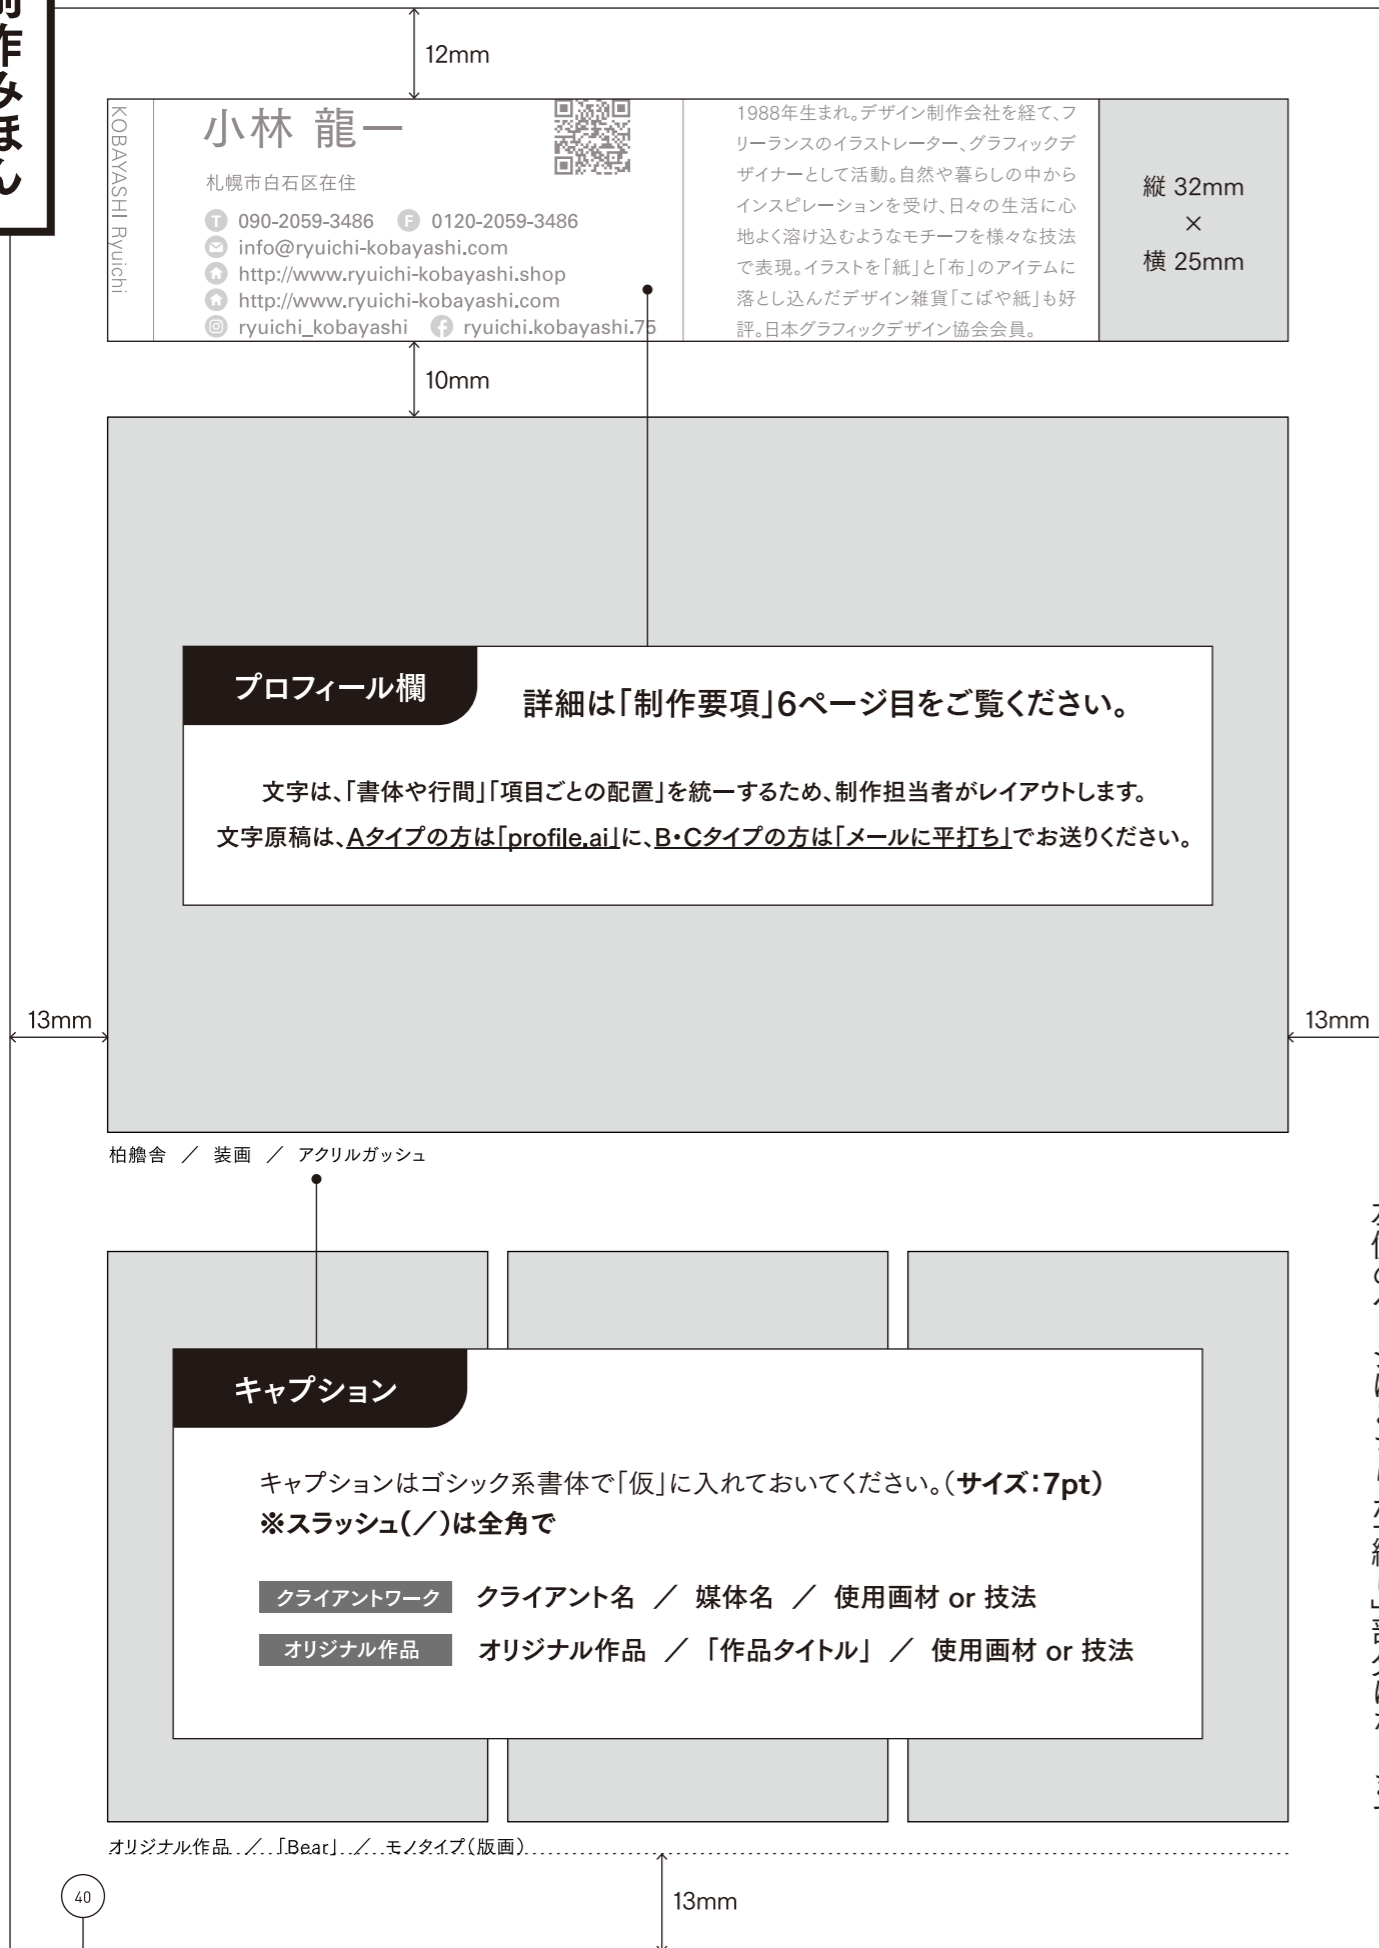 作みほん
12mm
KOBAYASHI Ryuichi
小林 龍一
札幌市白石区在住
T 090-2059-3486 F 0120-2059-3486
info@ryuichi-kobayashi.com
http://www.ryuichi-kobayashi.shop
http://www.ryuichi-kobayashi.com
ryuichi_kobayashi ryuichi.kobayashi.75
1988年生まれ。デザイン制作会社を経て、フ
リーランスのイラストレーター、グラフィックデ
ザイナーとして活動。自然や暮らしの中から
インスピレーションを受け、日々の生活に心
地よく溶け込むようなモチーフを様々な技法
で表現。イラストを「紙」と「布」のアイテムに
落とし込んだデザイン雑貨「こばや紙」も好
評。日本グラフィックデザイン協会会員。
縦 32mm
×
横 25mm
10mm
プロフィール欄
詳細は「制作要項」6ページ目をご覧ください。
文字は、「書体や行間」「項目ごとの配置」を統一するため、制作担当者がレイアウトします。
文字原稿は、Aタイプの方は「profile.ai」に、B・Cタイプの方は「メールに平打ち」でお送りください。
13mm
13mm
柏艪舎 ／ 装画 ／ アクリルガッシュ
キャプション
キャプションはゴシック系書体で「仮」に入れておいてください。（サイズ：7pt）
※スラッシュ（／）は全角で
クライアントワーク クライアント名 ／ 媒体名 ／ 使用画材 or 技法
オリジナル作品 オリジナル作品 ／ 「作品タイトル」 ／ 使用画材 or 技法
オリジナル作品 ／ 「Bear」 ／ モノタイプ（版画）
40
13mm